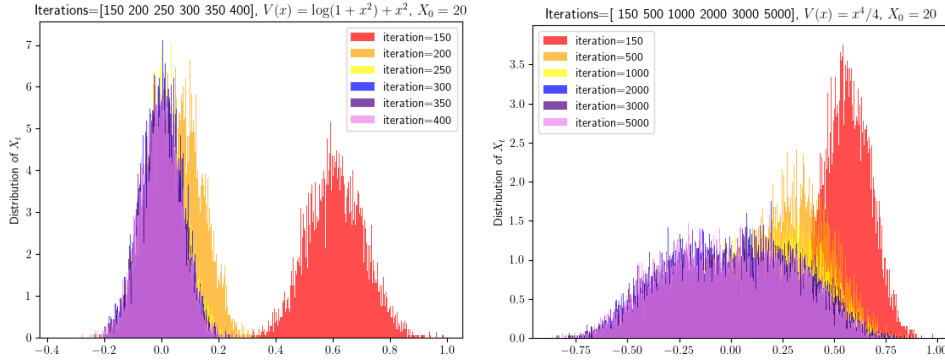 Iterations=[150 200 250 300 350 400], V(x) = log(1 + x²) + x², X₀ = 20
Distribution of Xₜ
7
6
5
4
3
2
1
0
−0.4
−0.2
0.0
0.2
0.4
0.6
0.8
1.0
iteration=150
iteration=200
iteration=250
iteration=300
iteration=350
iteration=400
Iterations=[ 150 500 1000 2000 3000 5000], V(x) = x⁴/4, X₀ = 20
Distribution of Xₜ
3.5
3.0
2.5
2.0
1.5
1.0
0.5
0.0
−0.75
−0.50
−0.25
0.00
0.25
0.50
0.75
1.00
iteration=150
iteration=500
iteration=1000
iteration=2000
iteration=3000
iteration=5000